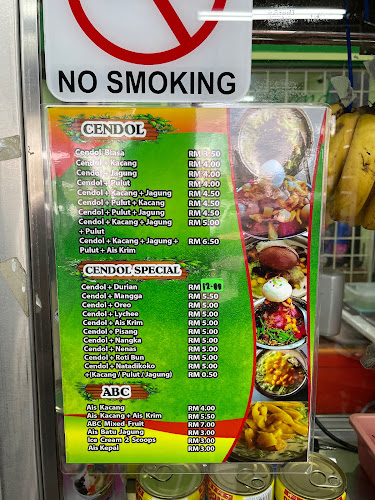 NO SMOKING
CENDOL
Cendol Biasa RM 3.50
Cendol + Kacang RM 4.00
Cendol + Jagung RM 4.00
Cendol + Pulut RM 4.00
Cendol + Kacang + Jagung RM 4.50
Cendol + Pulut + Kacang RM 4.50
Cendol + Pulut + Jagung RM 4.50
Cendol + Kacang + Jagung RM 5.00
+ Pulut
Cendol + Kacang + Jagung + RM 6.50
Pulut + Ais Krim
CENDOL SPECIAL
Cendol + Durian RM 12.00
Cendol + Mangga RM 5.50
Cendol + Oreo RM 5.00
Cendol + Lychee RM 5.00
Cendol + Ais Krim RM 5.00
Cendol + Pisang RM 5.00
Cendol + Nangka RM 5.00
Cendol + Nenas RM 5.00
Cendol + Roti Bun RM 5.00
Cendol + Natadikoko RM 5.00
+(Kacang / Pulut / Jagung) RM 0.50
ABC
Ais Kacang RM 4.00
Ais Kacang + Ais Krim RM 5.50
ABC Mixed Fruit RM 7.00
Ais Batu Jagung RM 3.00
Ice Cream 2 Scoops RM 3.00
Ais Kepal RM 3.00